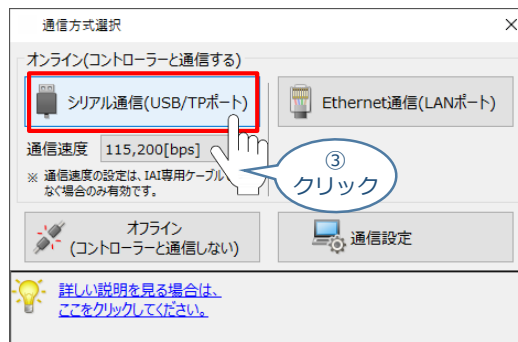 通信方式選択
オンライン(コントローラーと通信する)
シリアル通信(USB/TPポート)
Ethernet通信(LANポート)
通信速度 115,200[bps]
※ 通信速度の設定は、IAI専用ケーブル
なぐ場合のみ有効です。
③
クリック
オフライン
(コントローラーと通信しない)
通信設定
詳しい説明を見る場合は、
ここをクリックしてください。